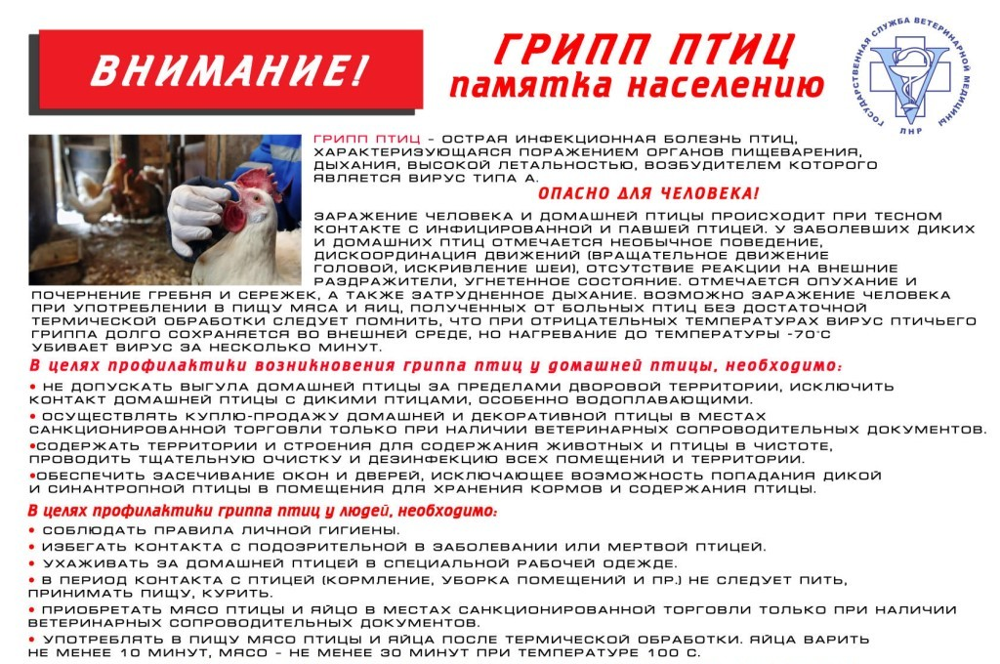 ВНИМАНИЕ!
ГРИПП ПТИЦ
памятка населению
ГОСУДАРСТВЕННАЯ СЛУЖБА ВЕТЕРИНАРНОЙ МЕДИЦИНЫ
ЛНР
ГРИПП ПТИЦ – ОСТРАЯ ИНФЕКЦИОННАЯ БОЛЕЗНЬ ПТИЦ,
ХАРАКТЕРИЗУЮЩАЯСЯ ПОРАЖЕНИЕМ ОРГАНОВ ПИЩЕВАРЕНИЯ,
ДЫХАНИЯ, ВЫСОКОЙ ЛЕТАЛЬНОСТЬЮ, ВОЗБУДИТЕЛЕМ КОТОРОГО
ЯВЛЯЕТСЯ ВИРУС ТИПА А.
ОПАСНО ДЛЯ ЧЕЛОВЕКА!
ЗАРАЖЕНИЕ ЧЕЛОВЕКА И ДОМАШНЕЙ ПТИЦЫ ПРОИСХОДИТ ПРИ ТЕСНОМ
КОНТАКТЕ С ИНФИЦИРОВАННОЙ И ПАВШЕЙ ПТИЦЕЙ. У ЗАБОЛЕВШИХ ДИКИХ
И ДОМАШНИХ ПТИЦ ОТМЕЧАЕТСЯ НЕОБЫЧНОЕ ПОВЕДЕНИЕ,
ДИСКООРДИНАЦИЯ ДВИЖЕНИЙ (ВРАЩАТЕЛЬНОЕ ДВИЖЕНИЕ
ГОЛОВОЙ, ИСКРИВЛЕНИЕ ШЕИ), ОТСУТСТВИЕ РЕАКЦИИ НА ВНЕШНИЕ
РАЗДРАЖИТЕЛИ, УГНЕТЕННОЕ СОСТОЯНИЕ. ОТМЕЧАЕТСЯ ОПУХАНИЕ И
ПОЧЕРНЕНИЕ ГРЕБНЯ И СЕРЕЖЕК, А ТАКЖЕ ЗАТРУДНЕННОЕ ДЫХАНИЕ. ВОЗМОЖНО ЗАРАЖЕНИЕ ЧЕЛОВЕКА
ПРИ УПОТРЕБЛЕНИИ В ПИЩУ МЯСА И ЯИЦ, ПОЛУЧЕННЫХ ОТ БОЛЬНЫХ ПТИЦ БЕЗ ДОСТАТОЧНОЙ
ТЕРМИЧЕСКОЙ ОБРАБОТКИ СЛЕДУЕТ ПОМНИТЬ, ЧТО ПРИ ОТРИЦАТЕЛЬНЫХ ТЕМПЕРАТУРАХ ВИРУС ПТИЧЬЕГО
ГРИППА ДОЛГО СОХРАНЯЕТСЯ ВО ВНЕШНЕЙ СРЕДЕ, НО НАГРЕВАНИЕ ДО ТЕМПЕРАТУРЫ -70°С
УБИВАЕТ ВИРУС ЗА НЕСКОЛЬКО МИНУТ.
В целях профилактики возникновения гриппа птиц у домашней птицы, необходимо:
• НЕ ДОПУСКАТЬ ВЫГУЛА ДОМАШНЕЙ ПТИЦЫ ЗА ПРЕДЕЛАМИ ДВОРОВОЙ ТЕРРИТОРИИ, ИСКЛЮЧИТЬ
КОНТАКТ ДОМАШНЕЙ ПТИЦЫ С ДИКИМИ ПТИЦАМИ, ОСОБЕННО ВОДОПЛАВАЮЩИМИ.
• ОСУЩЕСТВЛЯТЬ КУПЛЮ-ПРОДАЖУ ДОМАШНЕЙ И ДЕКОРАТИВНОЙ ПТИЦЫ В МЕСТАХ
САНКЦИОНИРОВАННОЙ ТОРГОВЛИ ТОЛЬКО ПРИ НАЛИЧИИ ВЕТЕРИНАРНЫХ СОПРОВОДИТЕЛЬНЫХ ДОКУМЕНТОВ.
•СОДЕРЖАТЬ ТЕРРИТОРИИ И СТРОЕНИЯ ДЛЯ СОДЕРЖАНИЯ ЖИВОТНЫХ И ПТИЦЫ В ЧИСТОТЕ,
ПРОВОДИТЬ ТЩАТЕЛЬНУЮ ОЧИСТКУ И ДЕЗИНФЕКЦИЮ ВСЕХ ПОМЕЩЕНИЙ И ТЕРРИТОРИИ.
•ОБЕСПЕЧИТЬ ЗАСЕЧИВАНИЕ ОКОН И ДВЕРЕЙ, ИСКЛЮЧАЮЩЕЕ ВОЗМОЖНОСТЬ ПОПАДАНИЯ ДИКОЙ
И СИНАНТРОПНОЙ ПТИЦЫ В ПОМЕЩЕНИЯ ДЛЯ ХРАНЕНИЯ КОРМОВ И СОДЕРЖАНИЯ ПТИЦЫ.
В целях профилактики гриппа птиц у людей, необходимо:
• СОБЛЮДАТЬ ПРАВИЛА ЛИЧНОЙ ГИГИЕНЫ.
• ИЗБЕГАТЬ КОНТАКТА С ПОДОЗРИТЕЛЬНОЙ В ЗАБОЛЕВАНИИ ИЛИ МЕРТВОЙ ПТИЦЕЙ.
• УХАЖИВАТЬ ЗА ДОМАШНЕЙ ПТИЦЕЙ В СПЕЦИАЛЬНОЙ РАБОЧЕЙ ОДЕЖДЕ.
• В ПЕРИОД КОНТАКТА С ПТИЦЕЙ (КОРМЛЕНИЕ, УБОРКА ПОМЕЩЕНИЙ И ПР.) НЕ СЛЕДУЕТ ПИТЬ,
ПРИНИМАТЬ ПИЩУ, КУРИТЬ.
• ПРИОБРЕТАТЬ МЯСО ПТИЦЫ И ЯЙЦО В МЕСТАХ САНКЦИОНИРОВАННОЙ ТОРГОВЛИ ТОЛЬКО ПРИ НАЛИЧИИ
ВЕТЕРИНАРНЫХ СОПРОВОДИТЕЛЬНЫХ ДОКУМЕНТОВ.
• УПОТРЕБЛЯТЬ В ПИЩУ МЯСО ПТИЦЫ И ЯЙЦА ПОСЛЕ ТЕРМИЧЕСКОЙ ОБРАБОТКИ. ЯЙЦА ВАРИТЬ
НЕ МЕНЕЕ 10 МИНУТ, МЯСО – НЕ МЕНЕЕ 30 МИНУТ ПРИ ТЕМПЕРАТУРЕ 100 С.